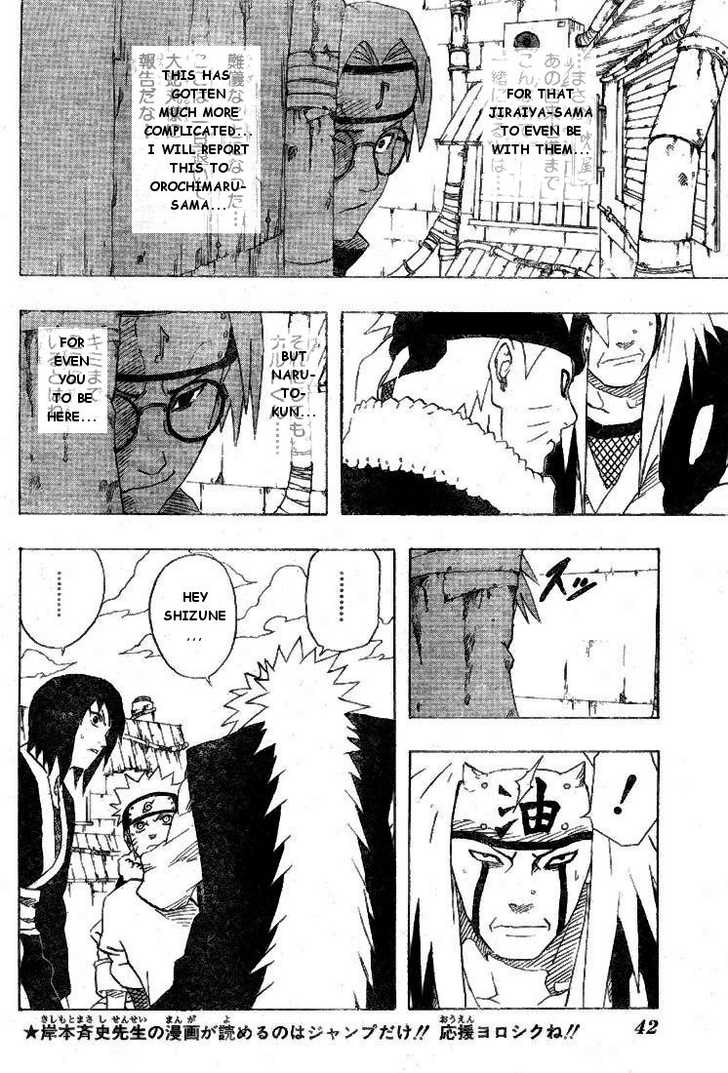 FOR THAT
JIRAIYA-SAMA
TO EVEN BE
WITH THEM...
THIS HAS
GOTTEN
MUCH MORE
COMPLICATED...
I WILL REPORT
THIS TO
OROCHIMARU-
SAMA...
BUT
NARU-
TO-
KUN...
FOR
EVEN
YOU
TO BE
HERE...
スッ
!
油
.........
HEY
SHIZUNE
...
.........
★岸本斉史先生の漫画が読めるのはジャンプだけ!! 応援ヨロシクね!!
42